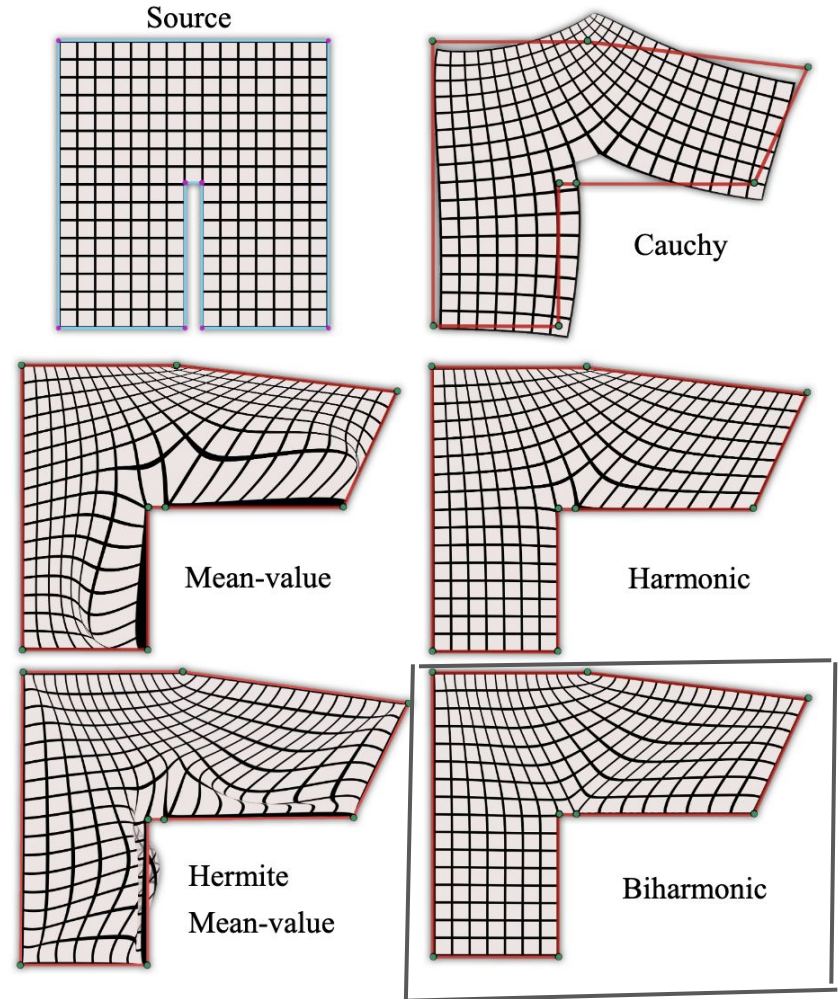 Source
Cauchy
Mean-value
Harmonic
Hermite
Mean-value
Biharmonic